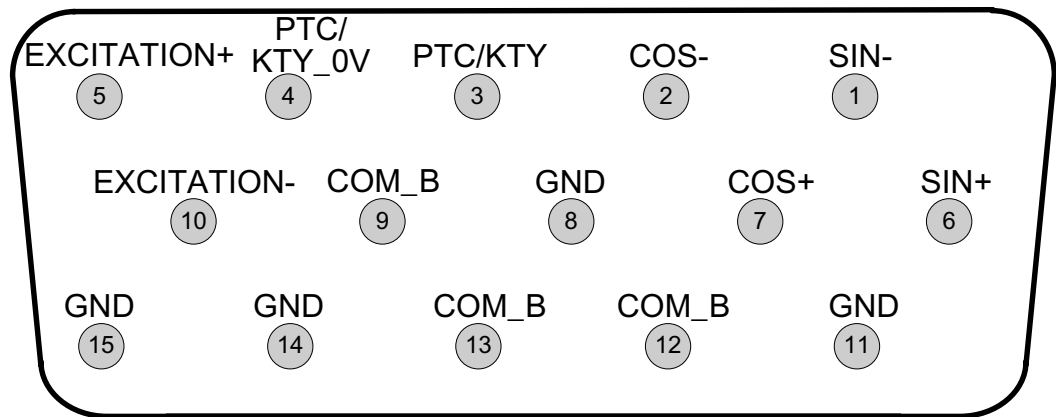 EXCITATION+ PTC/ KTY_0V PTC/KTY COS- SIN-
5 4 3 2 1
EXCITATION- COM_B GND COS+ SIN+
10 9 8 7 6
GND GND COM_B COM_B GND
15 14 13 12 11